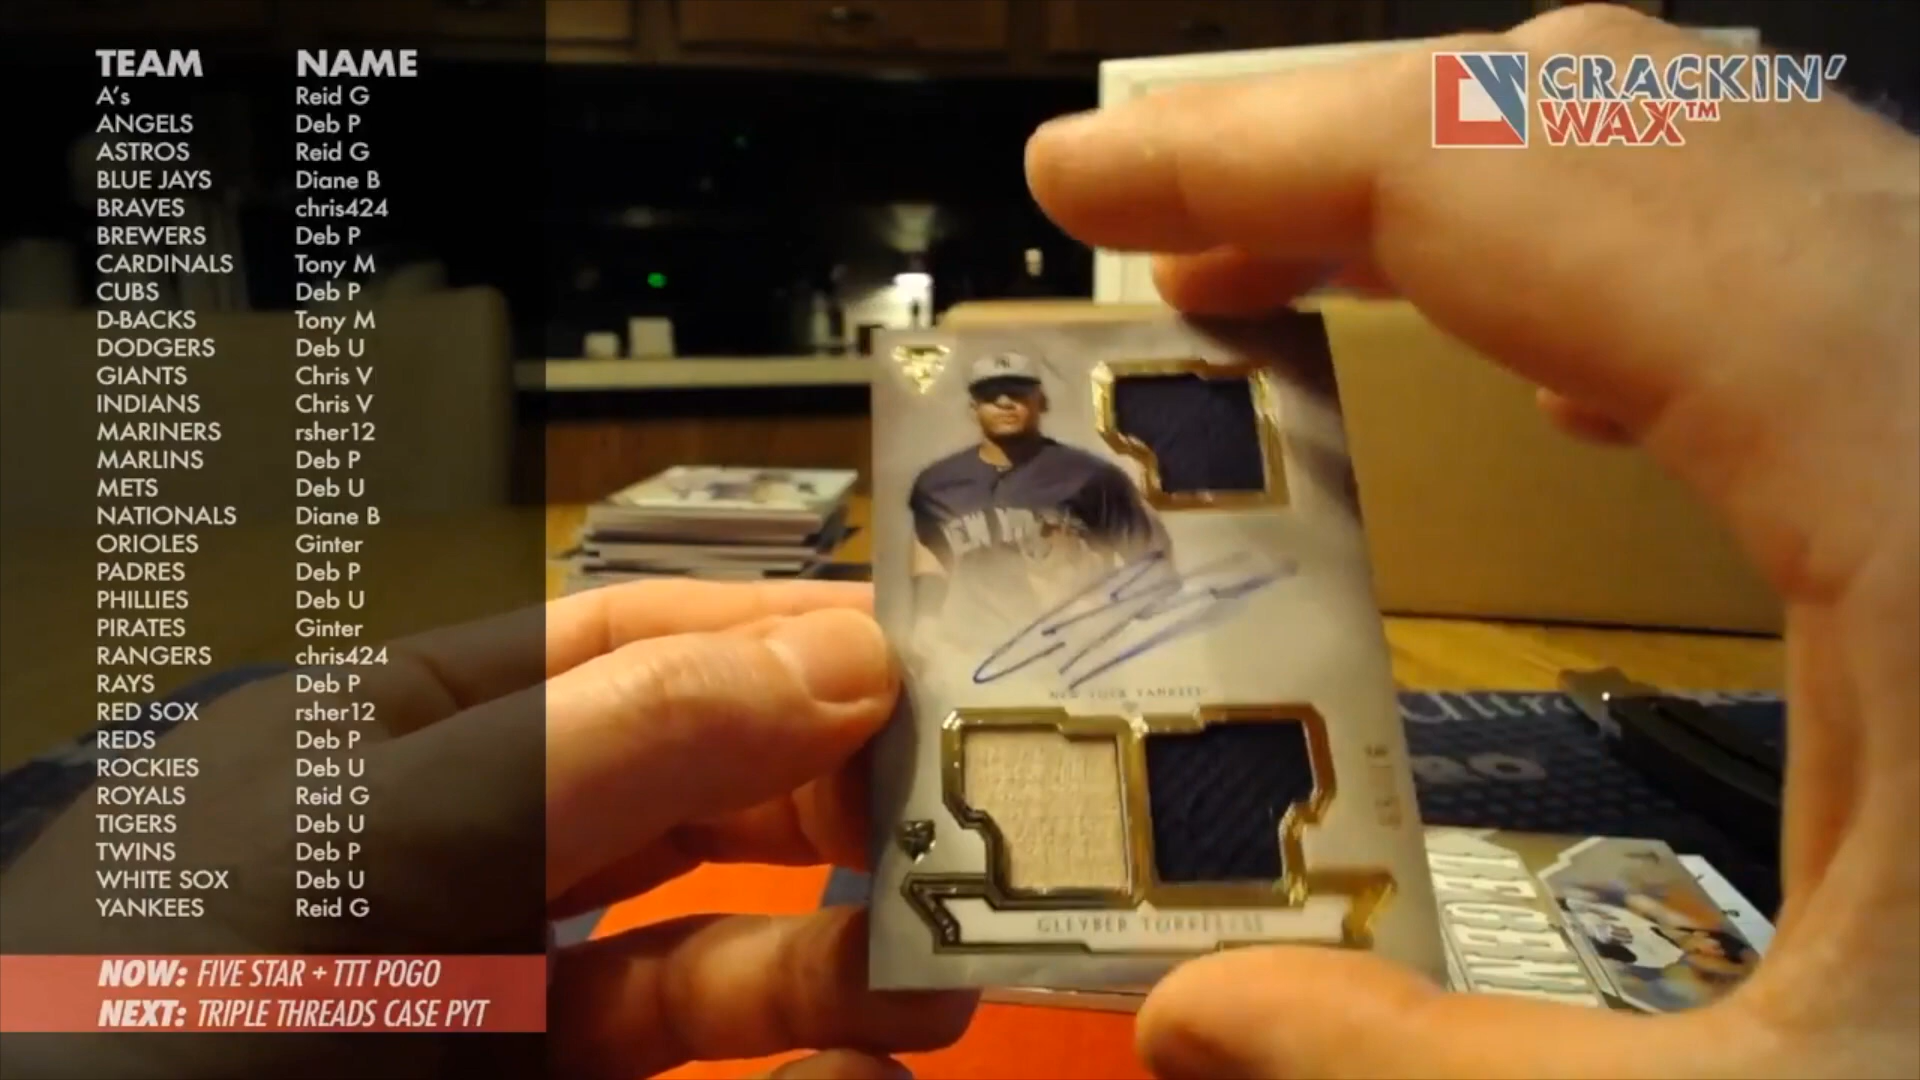 TEAM NAME
A's Reid G
ANGELS Deb P
ASTROS Reid G
BLUE JAYS Diane B
BRAVES chris424
BREWERS Deb P
CARDINALS Tony M
CUBS Deb P
D-BACKS Tony M
DODGERS Deb U
GIANTS Chris V
INDIANS Chris V
MARINERS rsher12
MARLINS Deb P
METS Deb U
NATIONALS Diane B
ORIOLES Ginter
PADRES Deb P
PHILLIES Deb U
PIRATES Ginter
RANGERS chris424
RAYS Deb P
RED SOX rsher12
REDS Deb P
ROCKIES Deb U
ROYALS Reid G
TIGERS Deb U
TWINS Deb P
WHITE SOX Deb U
YANKEES Reid G
NOW: FIVE STAR + TTT POGO
NEXT: TRIPLE THREADS CASE PYT
CRACKIN'
WAX™
NEW YORK YANKEES
GLEYBER TORRES
Ultra